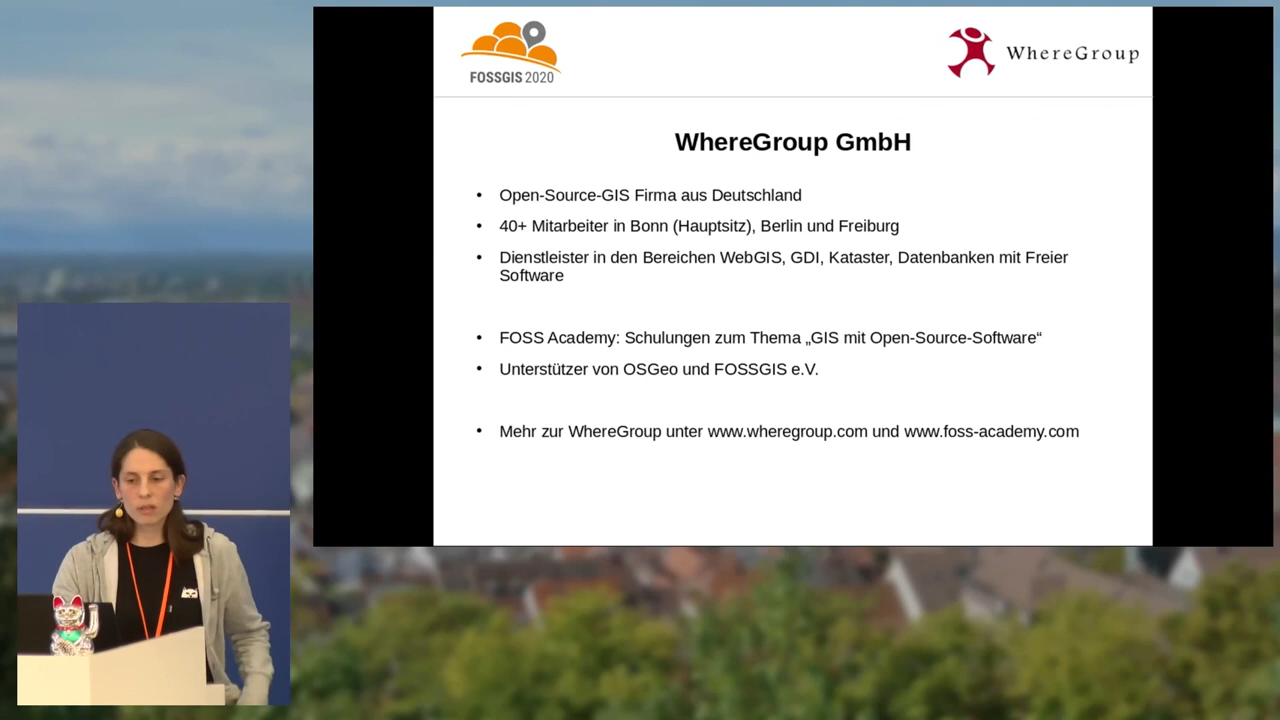 FOSSGIS 2020
WhereGroup
WhereGroup GmbH
• Open-Source-GIS Firma aus Deutschland
• 40+ Mitarbeiter in Bonn (Hauptsitz), Berlin und Freiburg
• Dienstleister in den Bereichen WebGIS, GDI, Kataster, Datenbanken mit Freier
Software
• FOSS Academy: Schulungen zum Thema „GIS mit Open-Source-Software“
• Unterstützer von OSGeo und FOSSGIS e.V.
• Mehr zur WhereGroup unter www.wheregroup.com und www.foss-academy.com